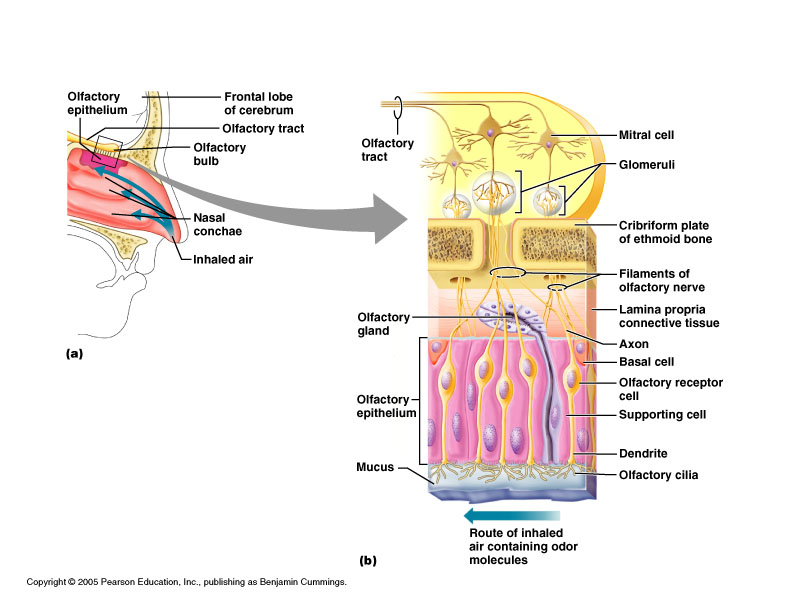 Olfactory
epithelium
Frontal lobe
of cerebrum
Olfactory tract
Olfactory
bulb
Nasal
conchae
Inhaled air
(a)
Olfactory
tract
Mitral cell
Glomeruli
Cribriform plate
of ethmoid bone
Filaments of
olfactory nerve
Lamina propria
connective tissue
Olfactory
gland
Axon
Basal cell
Olfactory receptor
cell
Olfactory
epithelium
Supporting cell
Dendrite
Mucus
Olfactory cilia
Route of inhaled
air containing odor
molecules
(b)
Copyright © 2005 Pearson Education, Inc., publishing as Benjamin Cummings.